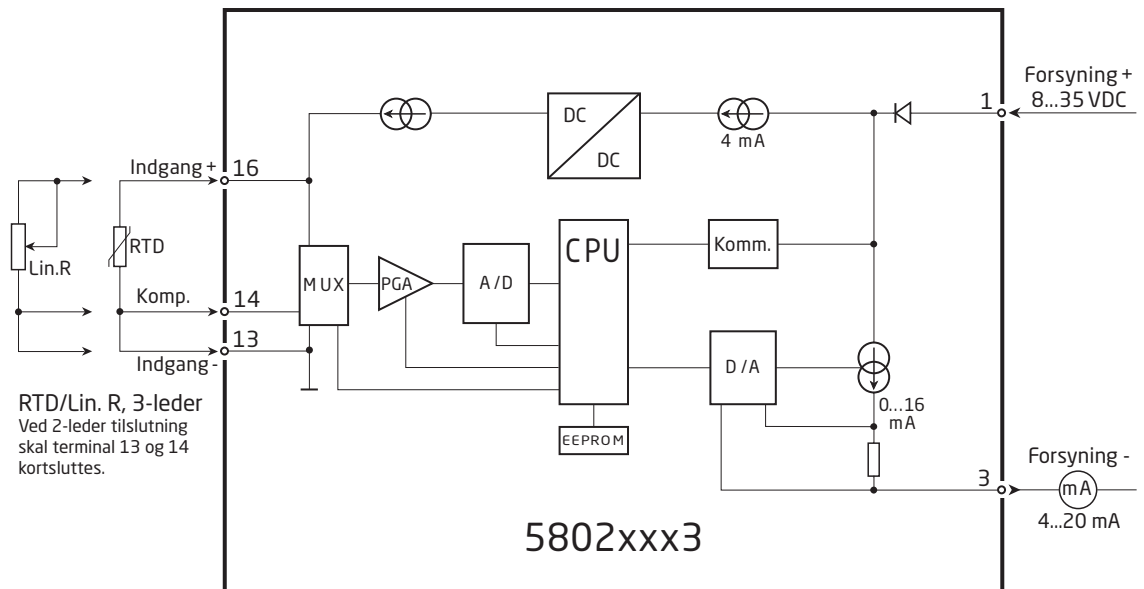 Forsyning +
8...35 VDC
1
DC
DC
4 mA
Indgang +
16
CPU
Komm.
RTD
Lin.R
MUX
PGA
A/D
Komp.
14
13
Indgang -
D/A
RTD/Lin. R, 3-leder
Ved 2-leder tilslutning
skal terminal 13 og 14
kortsluttes.
0...16
mA
EEPROM
Forsyning -
3
mA
4...20 mA
5802xxx3